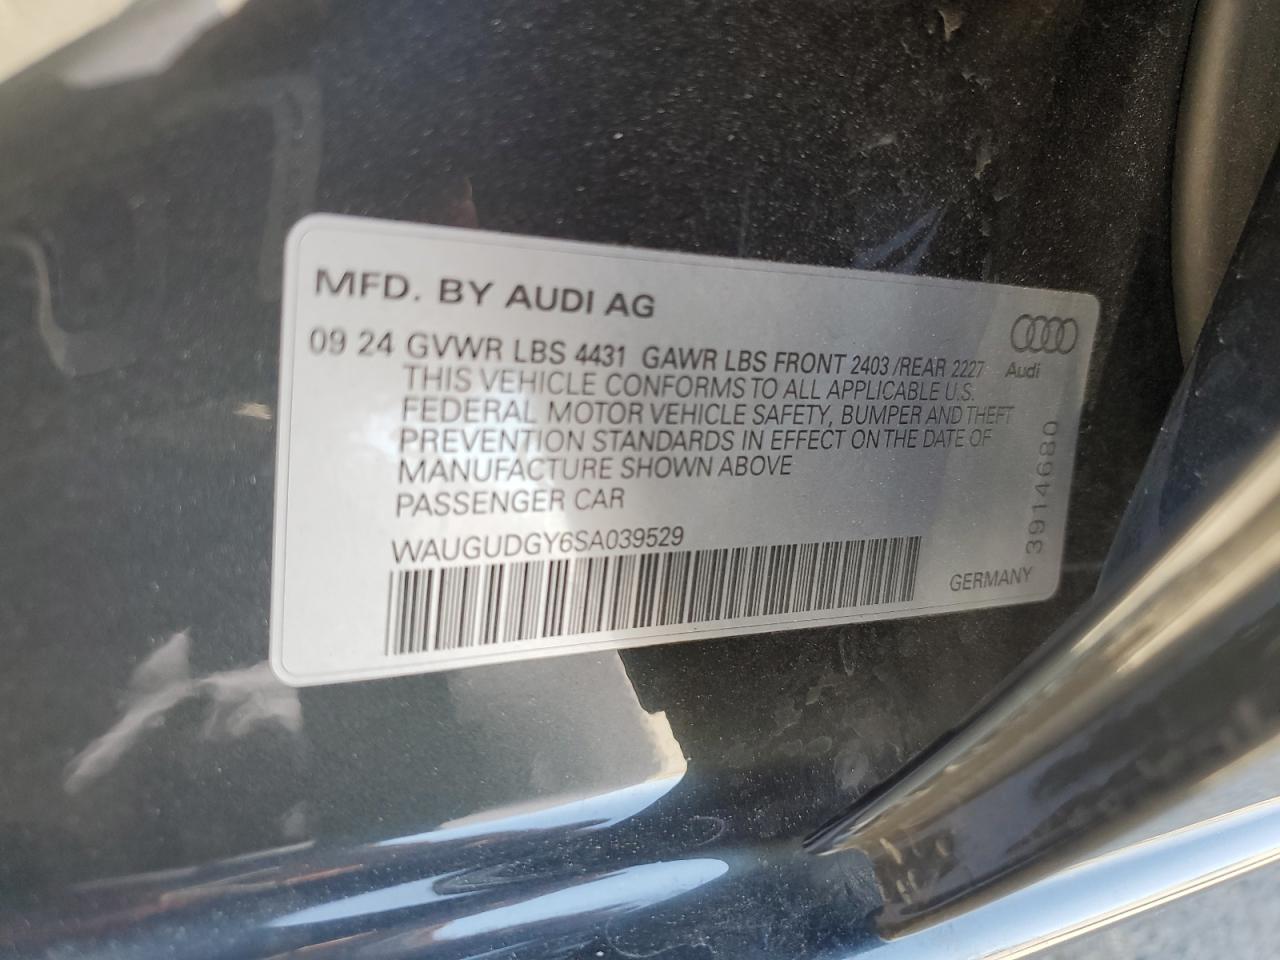 MFD. BY AUDI AG
09 24 GVWR LBS 4431 GAWR LBS FRONT 2403 /REAR 2227
Audi
THIS VEHICLE CONFORMS TO ALL APPLICABLE U.S.
FEDERAL MOTOR VEHICLE SAFETY, BUMPER AND THEFT
PREVENTION STANDARDS IN EFFECT ON THE DATE OF
MANUFACTURE SHOWN ABOVE
PASSENGER CAR
WAUGUDGY6SA039529
GERMANY
3914680